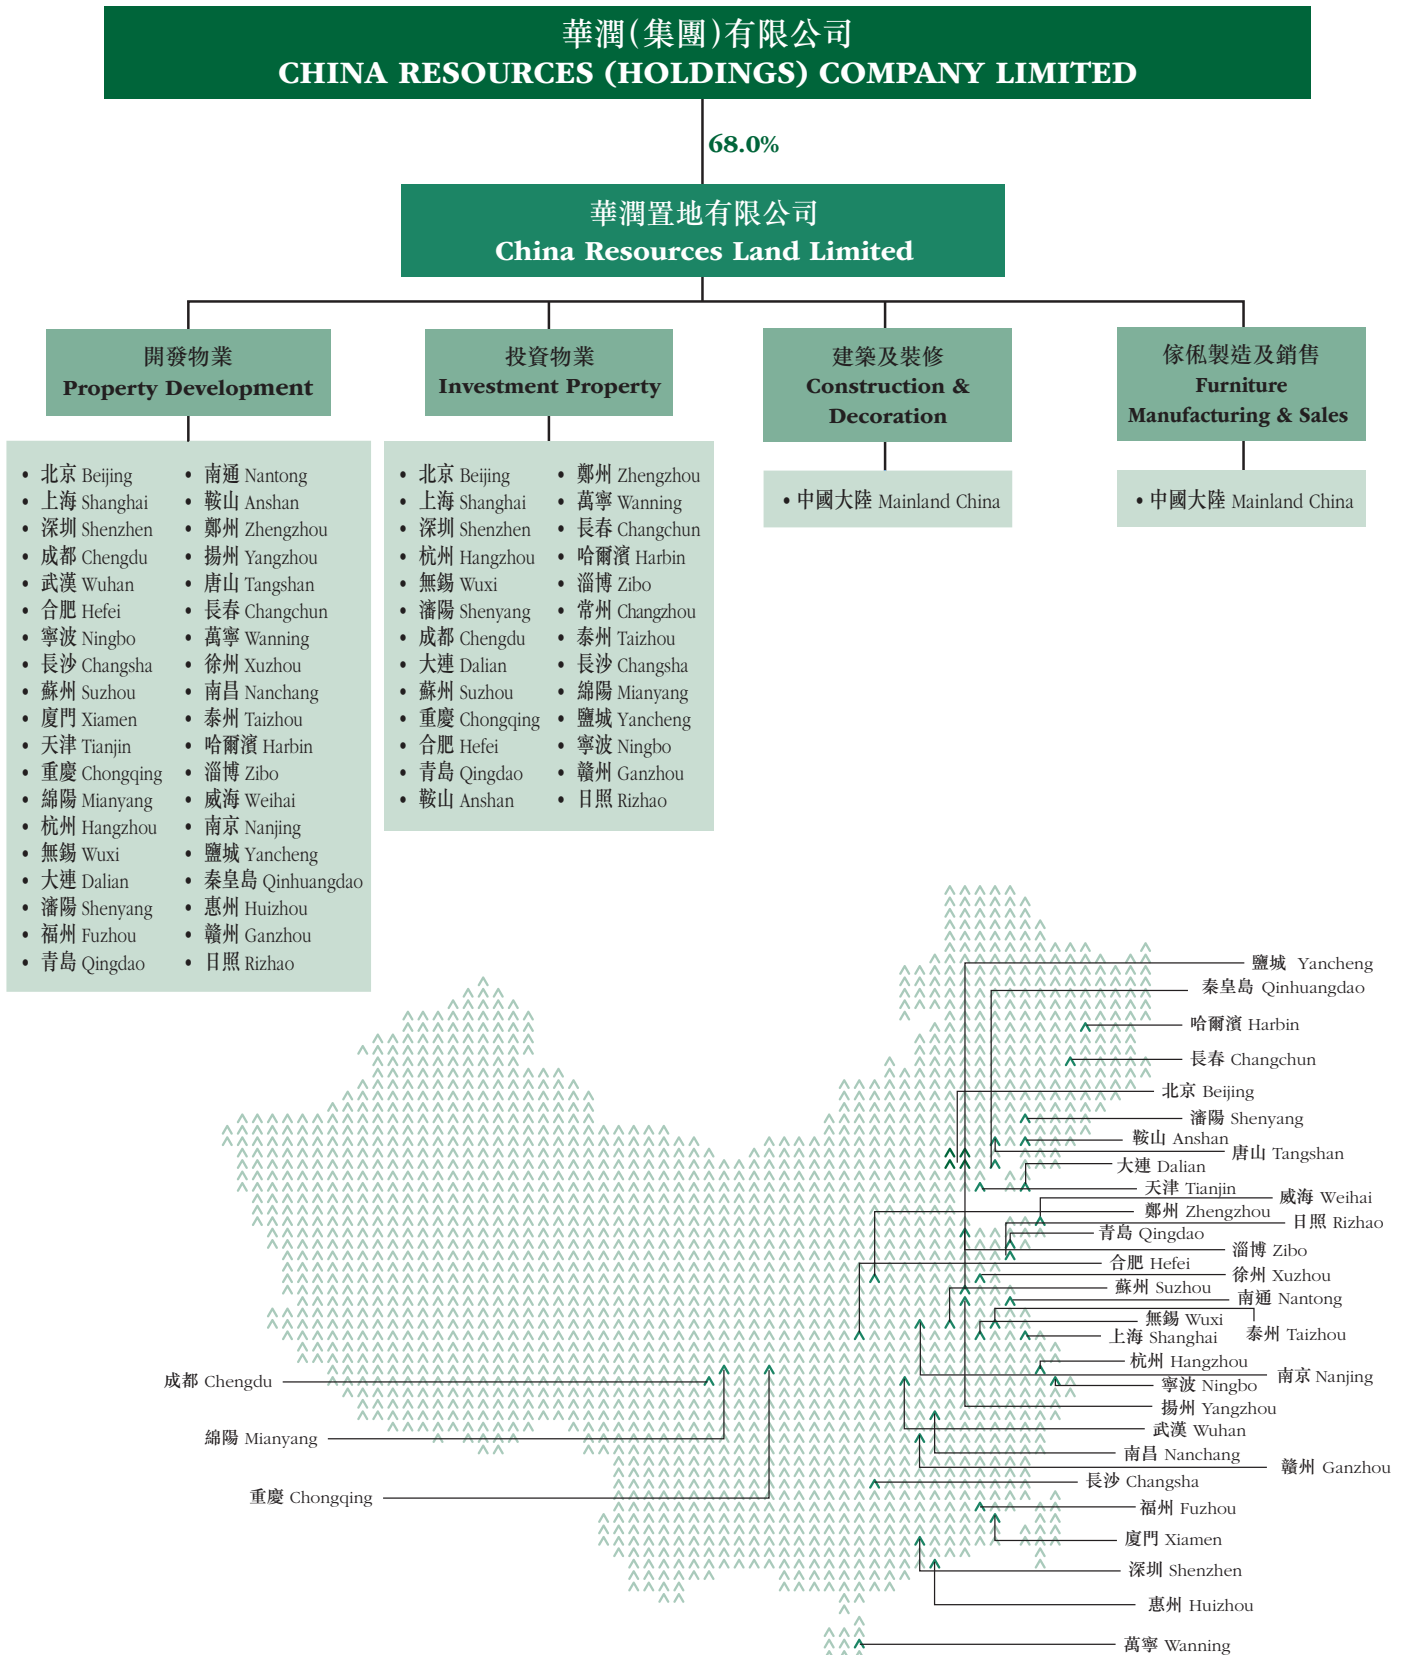 華潤(集團)有限公司
CHINA RESOURCES (HOLDINGS) COMPANY LIMITED
68.0%
華潤置地有限公司
China Resources Land Limited
開發物業
Property Development
• 北京 Beijing
• 上海 Shanghai
• 深圳 Shenzhen
• 成都 Chengdu
• 武漢 Wuhan
• 合肥 Hefei
• 寧波 Ningbo
• 長沙 Changsha
• 蘇州 Suzhou
• 廈門 Xiamen
• 天津 Tianjin
• 重慶 Chongqing
• 綿陽 Mianyang
• 杭州 Hangzhou
• 無錫 Wuxi
• 大連 Dalian
• 瀋陽 Shenyang
• 福州 Fuzhou
• 青島 Qingdao
• 南通 Nantong
• 鞍山 Anshan
• 鄭州 Zhengzhou
• 揚州 Yangzhou
• 唐山 Tangshan
• 長春 Changchun
• 萬寧 Wanning
• 徐州 Xuzhou
• 南昌 Nanchang
• 泰州 Taizhou
• 哈爾濱 Harbin
• 淄博 Zibo
• 威海 Weihai
• 南京 Nanjing
• 鹽城 Yancheng
• 秦皇島 Qinhuangdao
• 惠州 Huizhou
• 贛州 Ganzhou
• 日照 Rizhao
投資物業
Investment Property
• 北京 Beijing
• 上海 Shanghai
• 深圳 Shenzhen
• 杭州 Hangzhou
• 無錫 Wuxi
• 瀋陽 Shenyang
• 成都 Chengdu
• 大連 Dalian
• 蘇州 Suzhou
• 重慶 Chongqing
• 合肥 Hefei
• 青島 Qingdao
• 鞍山 Anshan
• 鄭州 Zhengzhou
• 萬寧 Wanning
• 長春 Changchun
• 哈爾濱 Harbin
• 淄博 Zibo
• 常州 Changzhou
• 泰州 Taizhou
• 長沙 Changsha
• 綿陽 Mianyang
• 鹽城 Yancheng
• 寧波 Ningbo
• 贛州 Ganzhou
• 日照 Rizhao
建築及裝修
Construction &
Decoration
• 中國大陸 Mainland China
傢俬製造及銷售
Furniture
Manufacturing & Sales
• 中國大陸 Mainland China
鹽城 Yancheng
秦皇島 Qinhuangdao
哈爾濱 Harbin
長春 Changchun
北京 Beijing
瀋陽 Shenyang
鞍山 Anshan
唐山 Tangshan
大連 Dalian
天津 Tianjin
威海 Weihai
鄭州 Zhengzhou
日照 Rizhao
青島 Qingdao
淄博 Zibo
合肥 Hefei
徐州 Xuzhou
蘇州 Suzhou
南通 Nantong
無錫 Wuxi
泰州 Taizhou
上海 Shanghai
杭州 Hangzhou
南京 Nanjing
寧波 Ningbo
揚州 Yangzhou
武漢 Wuhan
南昌 Nanchang
贛州 Ganzhou
長沙 Changsha
福州 Fuzhou
廈門 Xiamen
深圳 Shenzhen
惠州 Huizhou
萬寧 Wanning
成都 Chengdu
綿陽 Mianyang
重慶 Chongqing